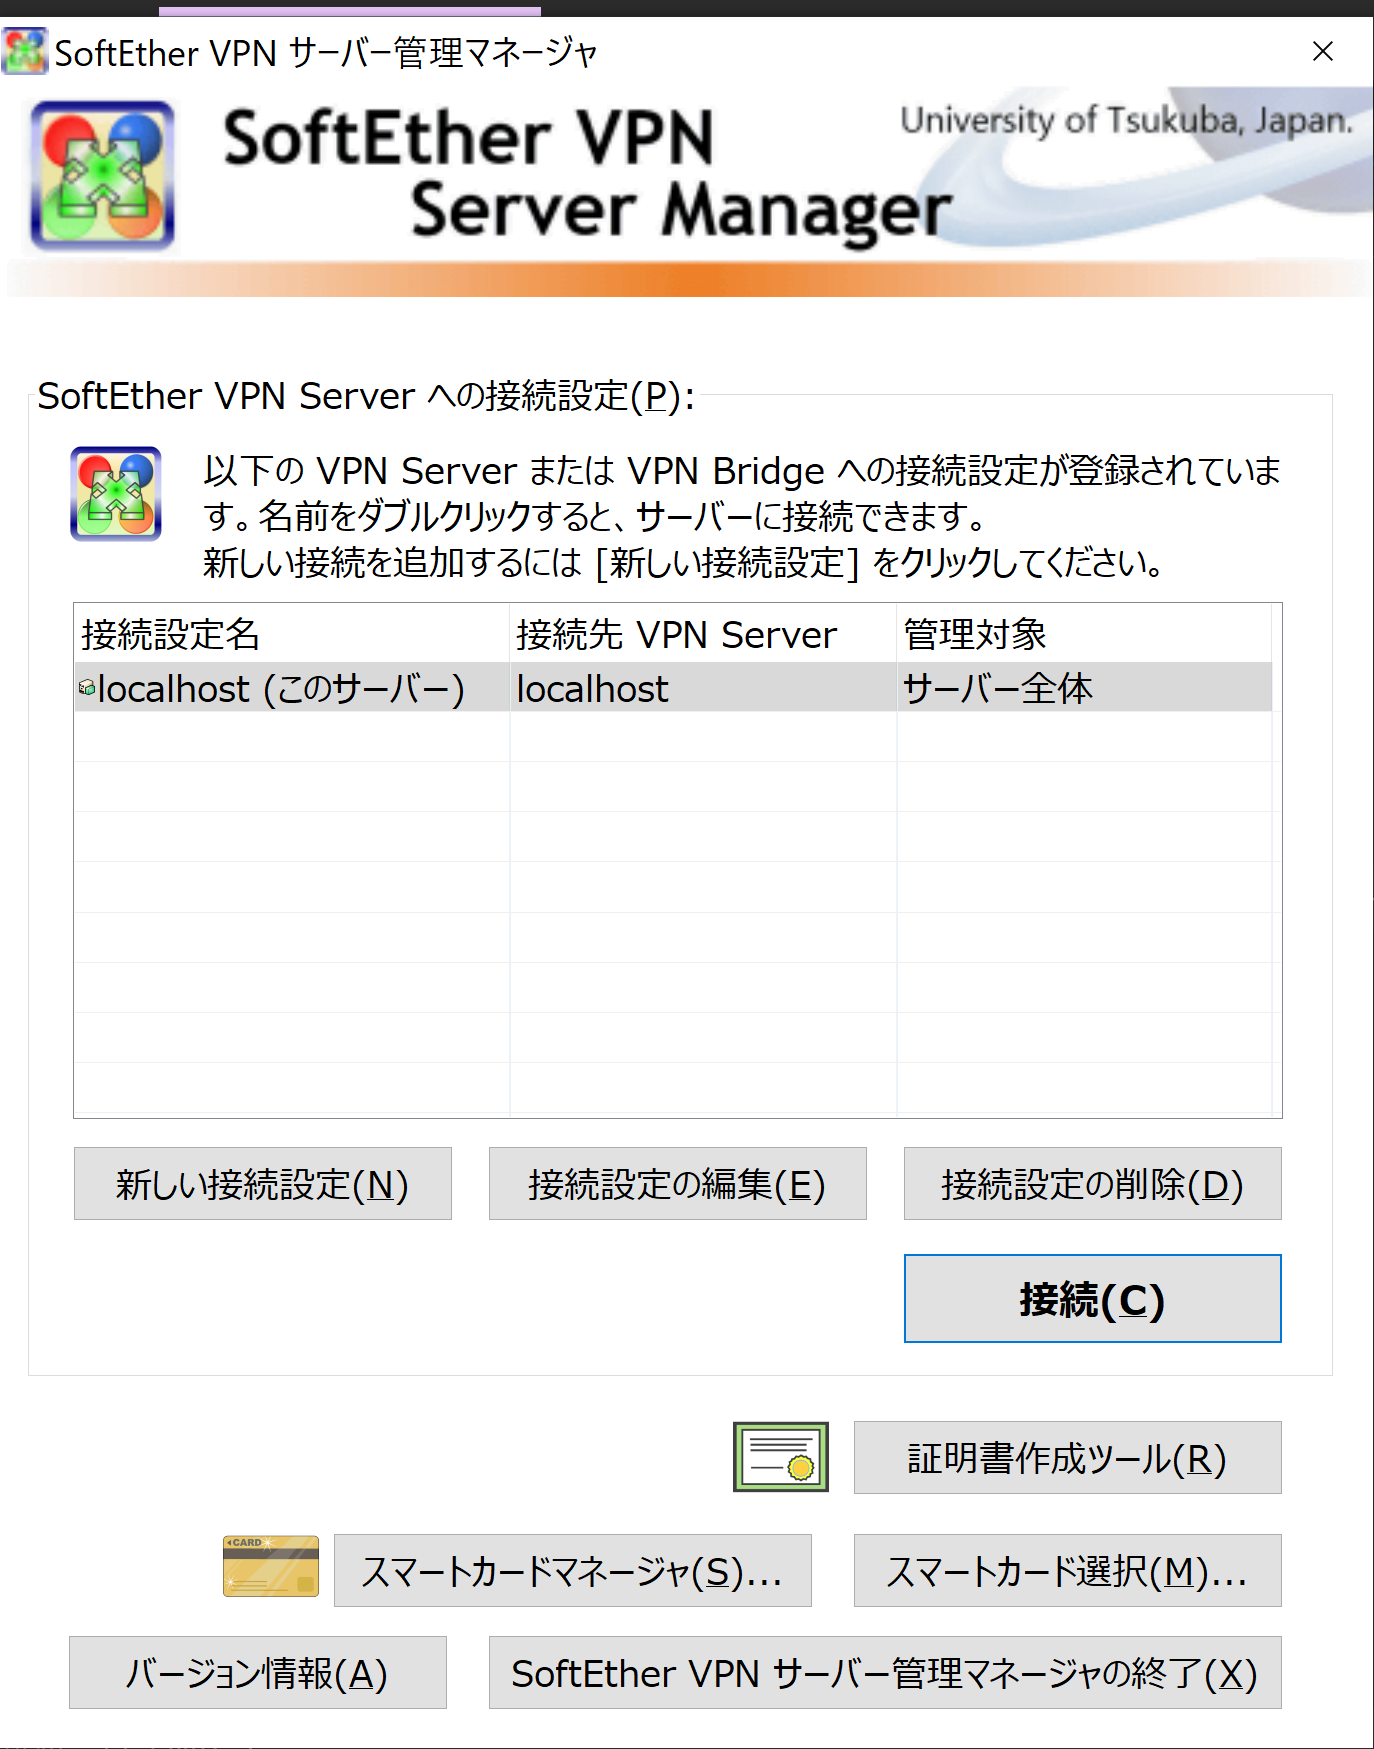 SoftEther VPN サーバー管理マネージャ
University of Tsukuba, Japan.
SoftEther VPN
Server Manager
SoftEther VPN Server への接続設定(P):
以下の VPN Server または VPN Bridge への接続設定が登録されていま
す。名前をダブルクリックすると、サーバーに接続できます。
新しい接続を追加するには [新しい接続設定] をクリックしてください。
接続設定名 接続先 VPN Server 管理対象
localhost (このサーバー) localhost サーバー全体
新しい接続設定(N) 接続設定の編集(E) 接続設定の削除(D)
接続(C)
証明書作成ツール(R)
CARD
スマートカードマネージャ(S)... スマートカード選択(M)...
バージョン情報(A) SoftEther VPN サーバー管理マネージャの終了(X)